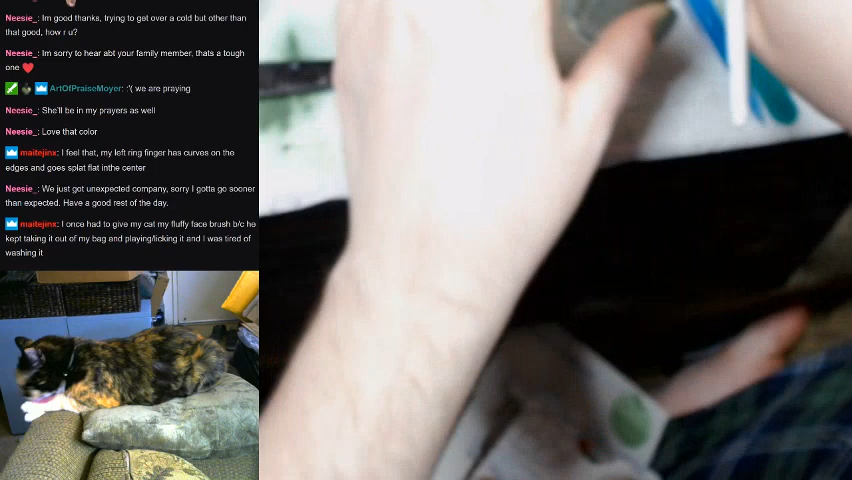 Neesie_: Im good thanks, trying to get over a cold but other than
that good, how r u?
Neesie_: Im sorry to hear abt your family member, thats a tough
one ❤️
ArtOfPraiseMoyer: :'( we are praying
Neesie_: She'll be in my prayers as well
Neesie_: Love that color
maitejinx: I feel that, my left ring finger has curves on the
edges and goes splat flat inthe center
Neesie_: We just got unexpected company, sorry I gotta go sooner
than expected. Have a good rest of the day.
maitejinx: I once had to give my cat my fluffy face brush b/c he
kept taking it out of my bag and playing/licking it and I was tired of
washing it